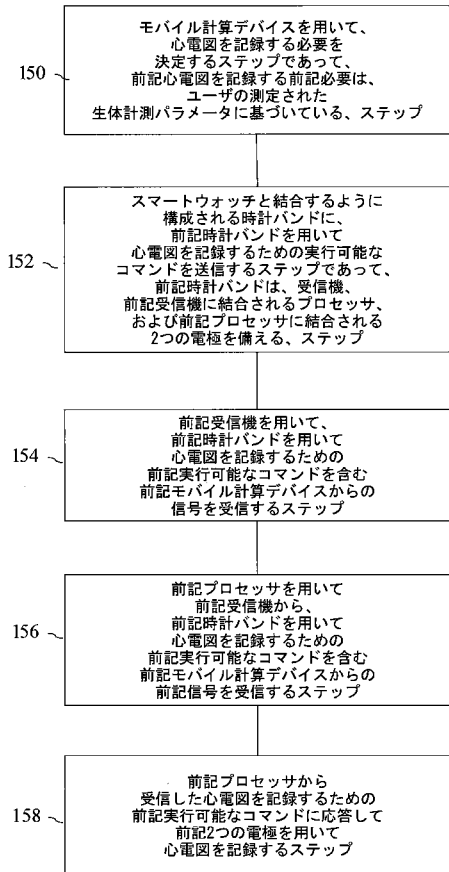 150
モバイル計算デバイスを用いて、
心電図を記録する必要を
決定するステップであって、
前記心電図を記録する前記必要は、
ユーザの測定された
生体計測パラメータに基づいている、ステップ
152
スマートウォッチと結合するように
構成される時計バンドに、
前記時計バンドを用いて
心電図を記録するための実行可能な
コマンドを送信するステップであって、
前記時計バンドは、受信機、
前記受信機に結合されるプロセッサ、
および前記プロセッサに結合される
2つの電極を備える、ステップ
154
前記受信機を用いて、
前記時計バンドを用いて
心電図を記録するための
前記実行可能なコマンドを含む
前記モバイル計算デバイスからの
信号を受信するステップ
156
前記プロセッサを用いて
前記受信機から、
前記時計バンドを用いて
心電図を記録するための
前記実行可能なコマンドを含む
前記モバイル計算デバイスからの
前記信号を受信するステップ
158
前記プロセッサから
受信した心電図を記録するための
前記実行可能なコマンドに応答して
前記2つの電極を用いて
心電図を記録するステップ